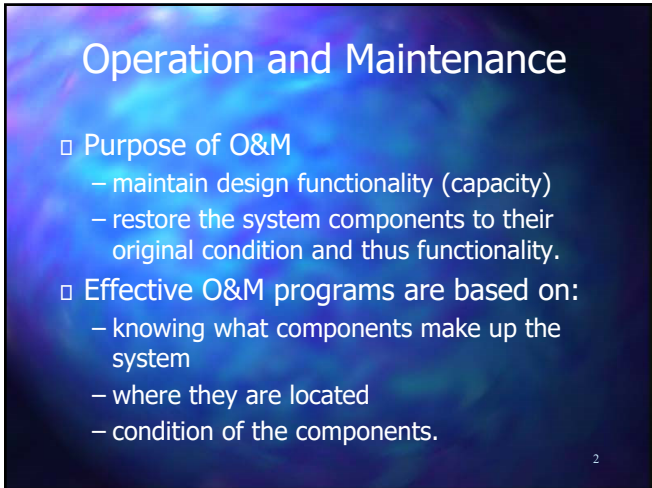 Operation and Maintenance
▯ Purpose of O&M
– maintain design functionality (capacity)
– restore the system components to their
original condition and thus functionality.
▯ Effective O&M programs are based on:
– knowing what components make up the
system
– where they are located
– condition of the components.
2